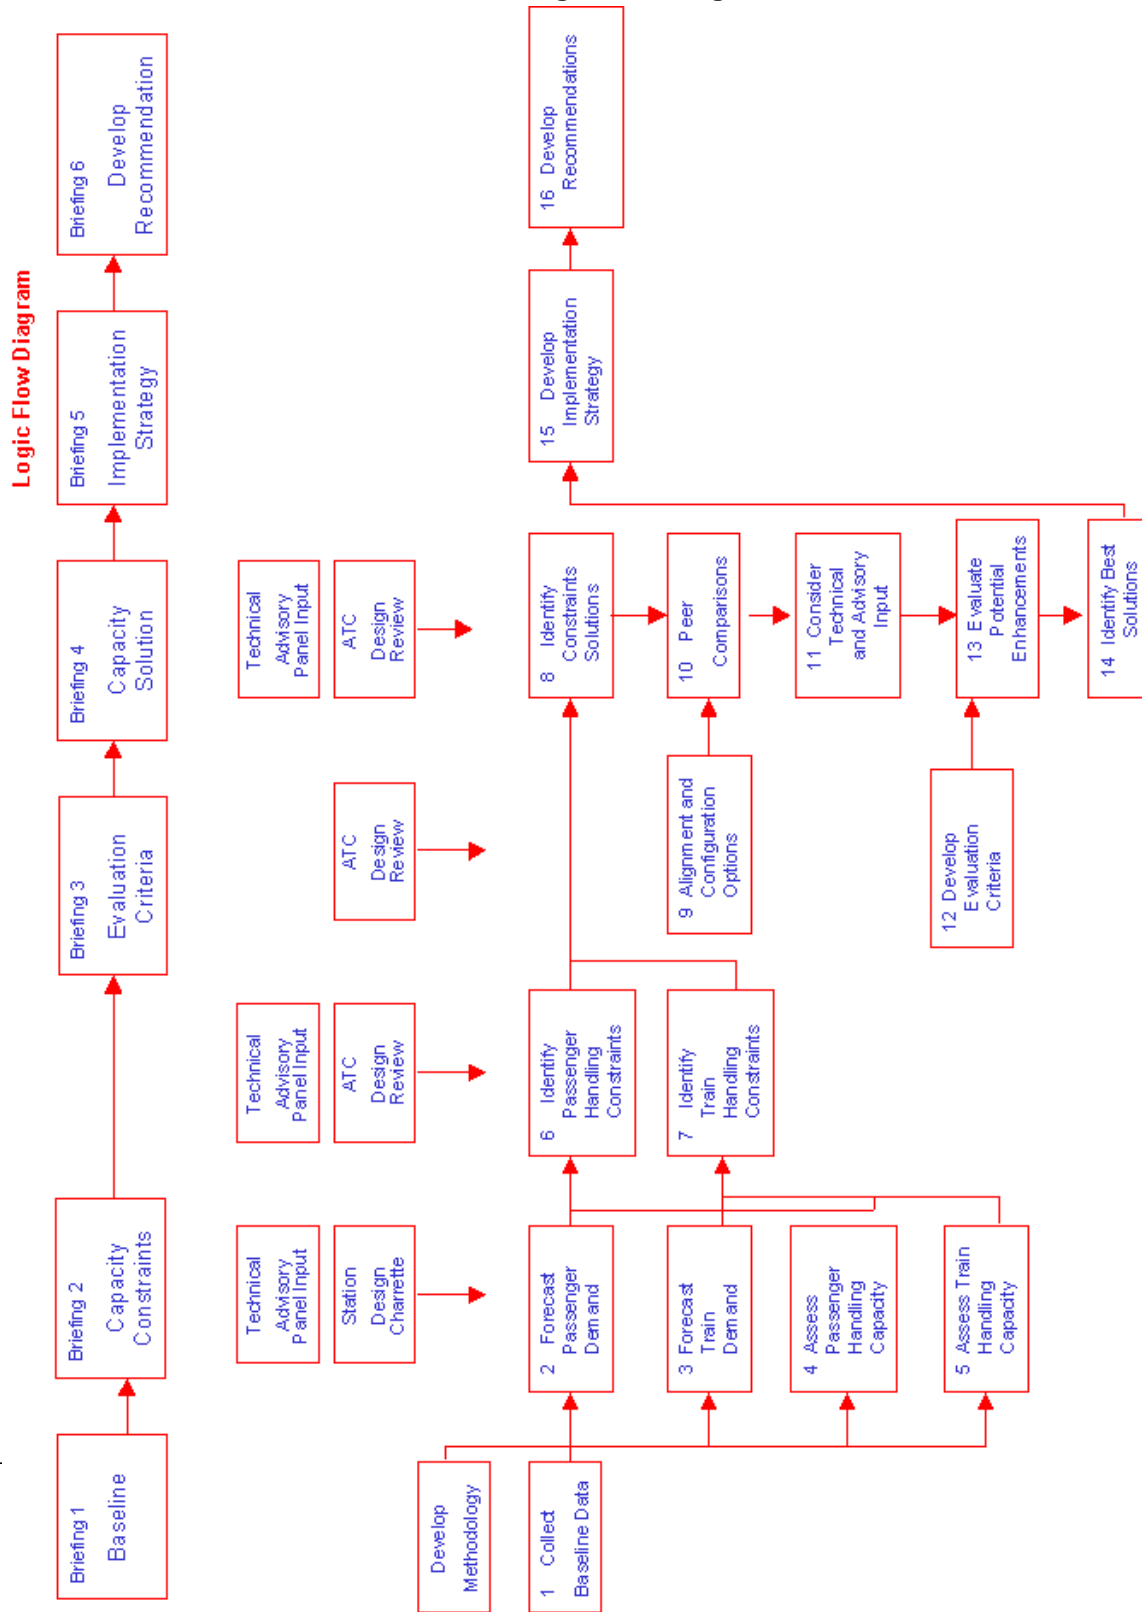 Logic Flow Diagram
Briefing 1
Baseline
Briefing 2
Capacity
Constraints
Briefing 3
Evaluation
Criteria
Briefing 4
Capacity
Solution
Briefing 5
Implementation
Strategy
Briefing 6
Develop
Recommendation
Technical
Advisory
Panel Input
Technical
Advisory
Panel Input
Technical
Advisory
Panel Input
Station
Design
Charrette
ATC
Design
Review
ATC
Design
Review
ATC
Design
Review
Develop
Methodology
1 Collect
Baseline Data
2 Forecast
Passenger
Demand
3 Forecast
Train
Demand
4 Assess
Passenger
Handling
Capacity
5 Assess Train
Handling
Capacity
6 Identify
Passenger
Handling
Constraints
7 Identify
Train
Handling
Constraints
8 Identify
Constraints
Solutions
9 Alignment and
Configuration
Options
10 Peer
Comparisons
11 Consider
Technical
and Advisory
Input
12 Develop
Evaluation
Criteria
13 Evaluate
Potential
Enhancements
14 Identify Best
Solutions
15 Develop
Implementation
Strategy
16 Develop
Recommendations